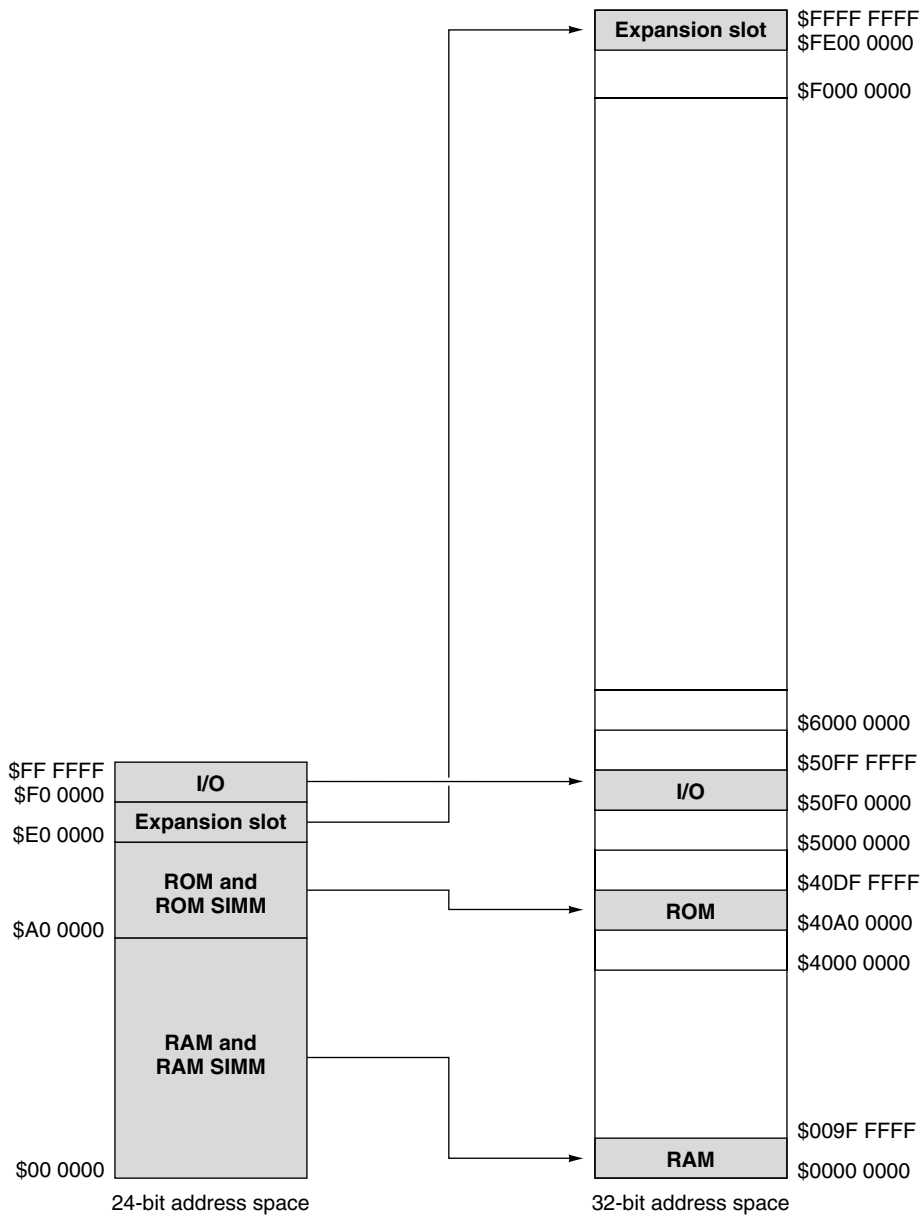 Expansion slot
$FFFF FFFF
$FE00 0000
$F000 0000
$6000 0000
$FF FFFF
$F0 0000
I/O
$50FF FFFF
I/O
$50F0 0000
Expansion slot
$E0 0000
$5000 0000
ROM and
ROM SIMM
$40DF FFFF
ROM
$40A0 0000
$A0 0000
$4000 0000
RAM and
RAM SIMM
$009F FFFF
RAM
$00 0000
$0000 0000
24-bit address space
32-bit address space